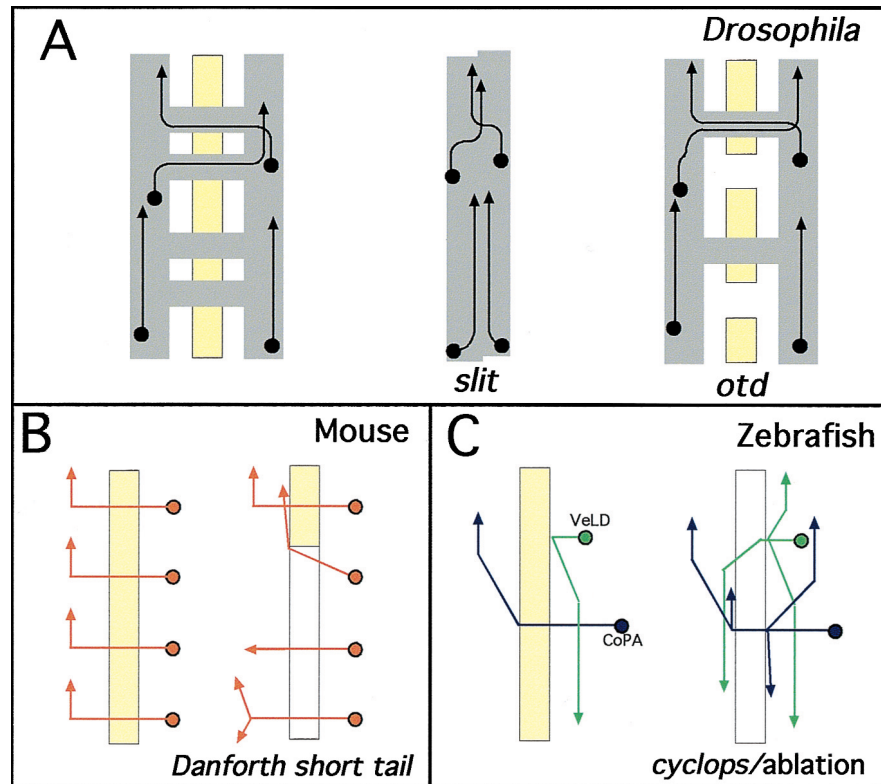 A
Drosophila
slit
otd
B
Mouse
Danforth short tail
C
Zebrafish
VeLD
CoPA
cyclops/ablation